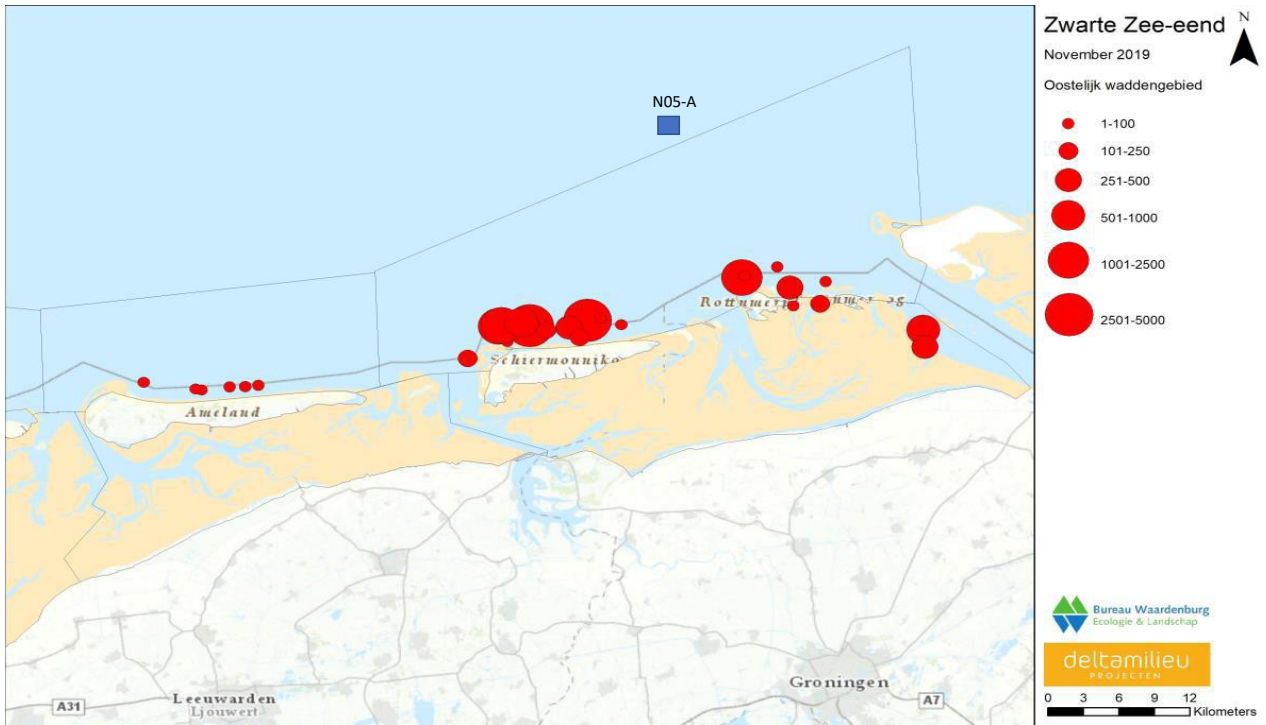 N05-A
Ameland
Schiermonniko
Rottumer
Leeuwarden
Ljouwert
Groningen
A31
A7
Zwarte Zee-eend
N
November 2019
Oostelijk waddengebied
1-100
101-250
251-500
501-1000
1001-2500
2501-5000
Bureau Waardenburg
Ecologie & Landschap
deltamilieu
PROJECTEN
0 3 6 9 12
Kilometers